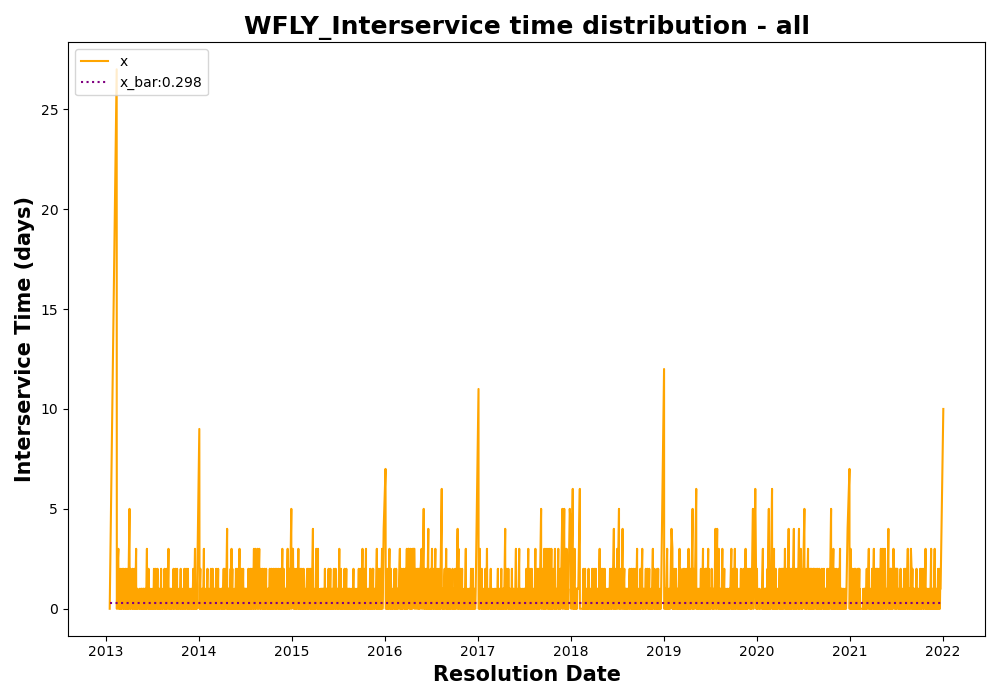 WFLY_Interservice time distribution - all
x
x_bar:0.298
Interservice Time (days)
25
20
15
10
5
0
2013 2014 2015 2016 2017 2018 2019 2020 2021 2022
Resolution Date